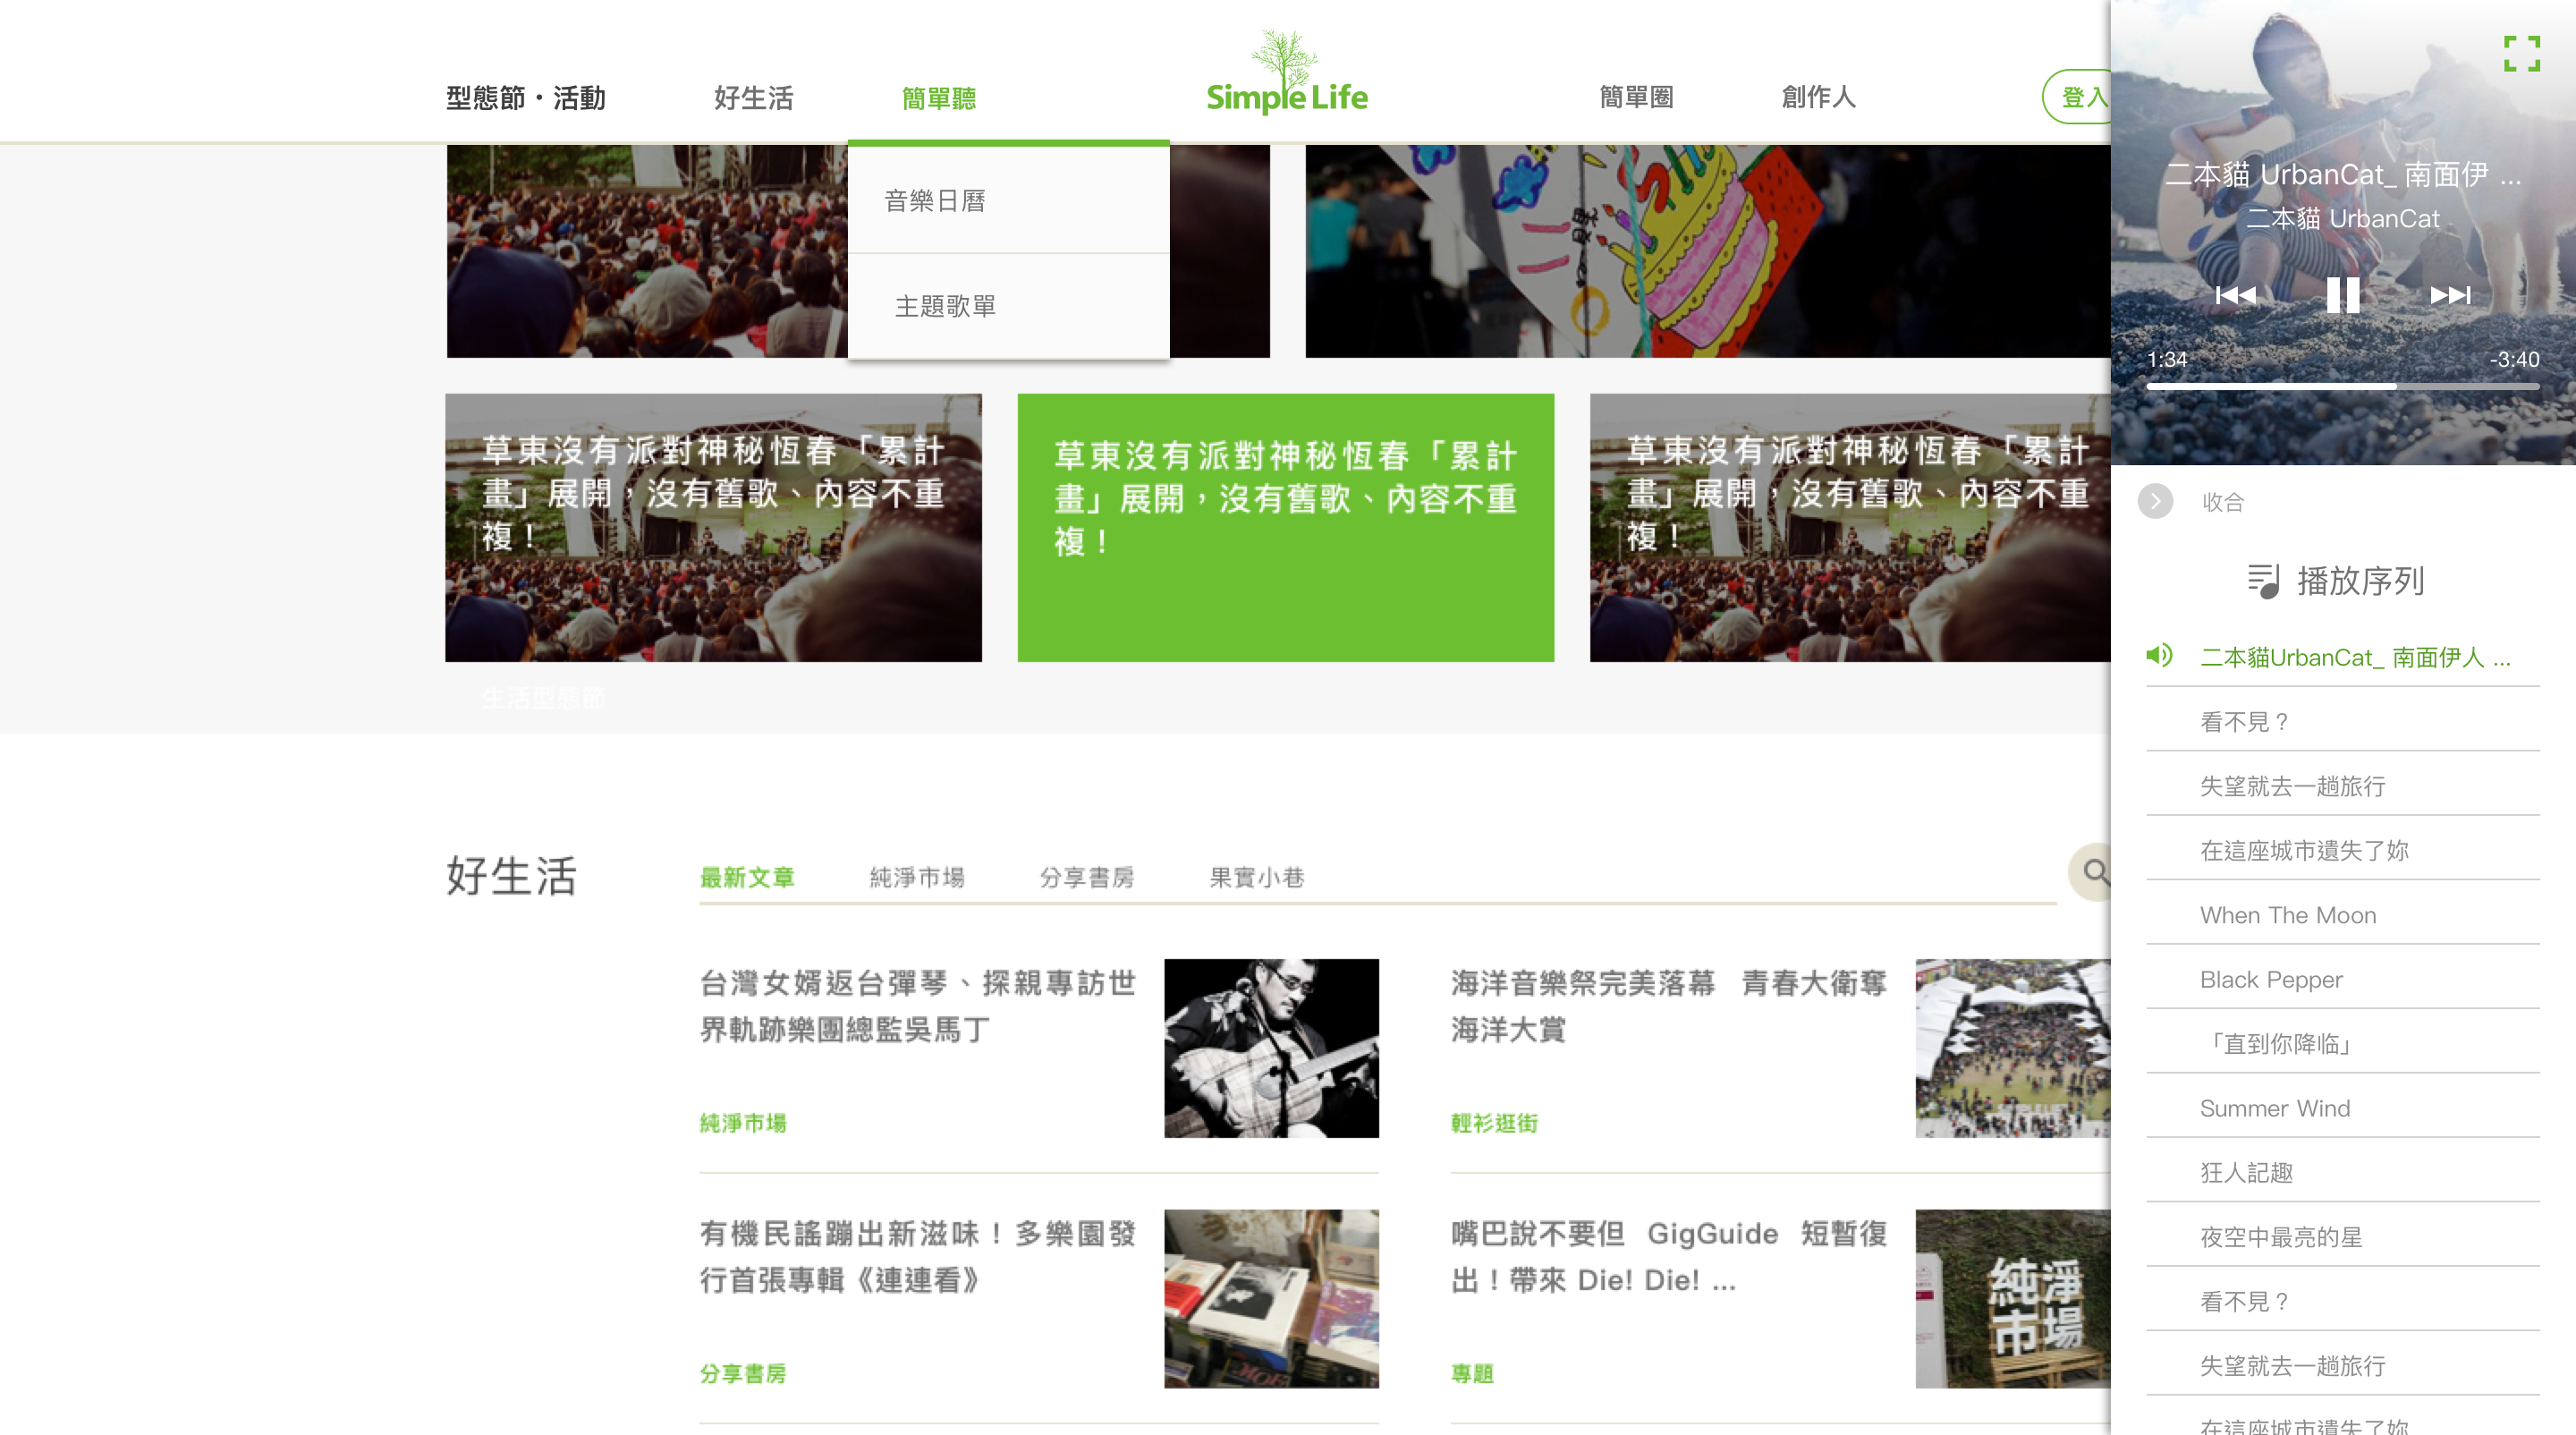 型態節・活動
好生活
簡單聽
Simple Life
簡單圈
創作人
登入
音樂日曆
主題歌單
草東沒有派對神秘恆春「累計
畫」展開，沒有舊歌、內容不重
複！
草東沒有派對神秘恆春「累計
畫」展開，沒有舊歌、內容不重
複！
草東沒有派對神秘恆春「累計
畫」展開，沒有舊歌、內容不重
複！
生活型態節
好生活
最新文章
純淨市場
分享書房
果實小巷
台灣女婿返台彈琴、探親專訪世
界軌跡樂團總監吳馬丁
純淨市場
海洋音樂祭完美落幕 青春大衛奪
海洋大賞
輕衫逛街
有機民謠蹦出新滋味！多樂園發
行首張專輯《連連看》
分享書房
嘴巴說不要但 GigGuide 短暫復
出！帶來 Die! Die! ...
專題
純淨
市場
二本貓 UrbanCat_ 南面伊 ...
二本貓 UrbanCat
1:34
-3:40
收合
播放序列
二本貓UrbanCat_ 南面伊人 ...
看不見？
失望就去一趟旅行
在這座城市遺失了妳
When The Moon
Black Pepper
「直到你降临」
Summer Wind
狂人記趣
夜空中最亮的星
看不見？
失望就去一趟旅行
在這座城市遺失了妳